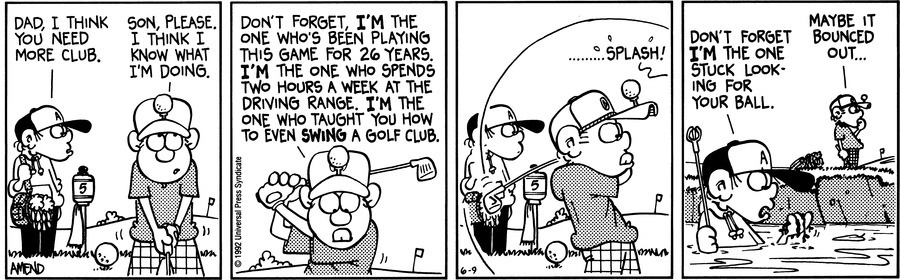 DAD, I THINK
YOU NEED
MORE CLUB.
SON, PLEASE.
I THINK I
KNOW WHAT
I'M DOING.
5
AMEND
DON'T FORGET, I'M THE
ONE WHO'S BEEN PLAYING
THIS GAME FOR 26 YEARS.
I'M THE ONE WHO SPENDS
TWO HOURS A WEEK AT THE
DRIVING RANGE. I'M THE
ONE WHO TAUGHT YOU HOW
TO EVEN SWING A GOLF CLUB.
© 1992 Universal Press Syndicate
.........SPLASH!
5
6-9
DON'T FORGET
I'M THE ONE
STUCK LOOK-
ING FOR
YOUR BALL.
MAYBE IT
BOUNCED
OUT...
A